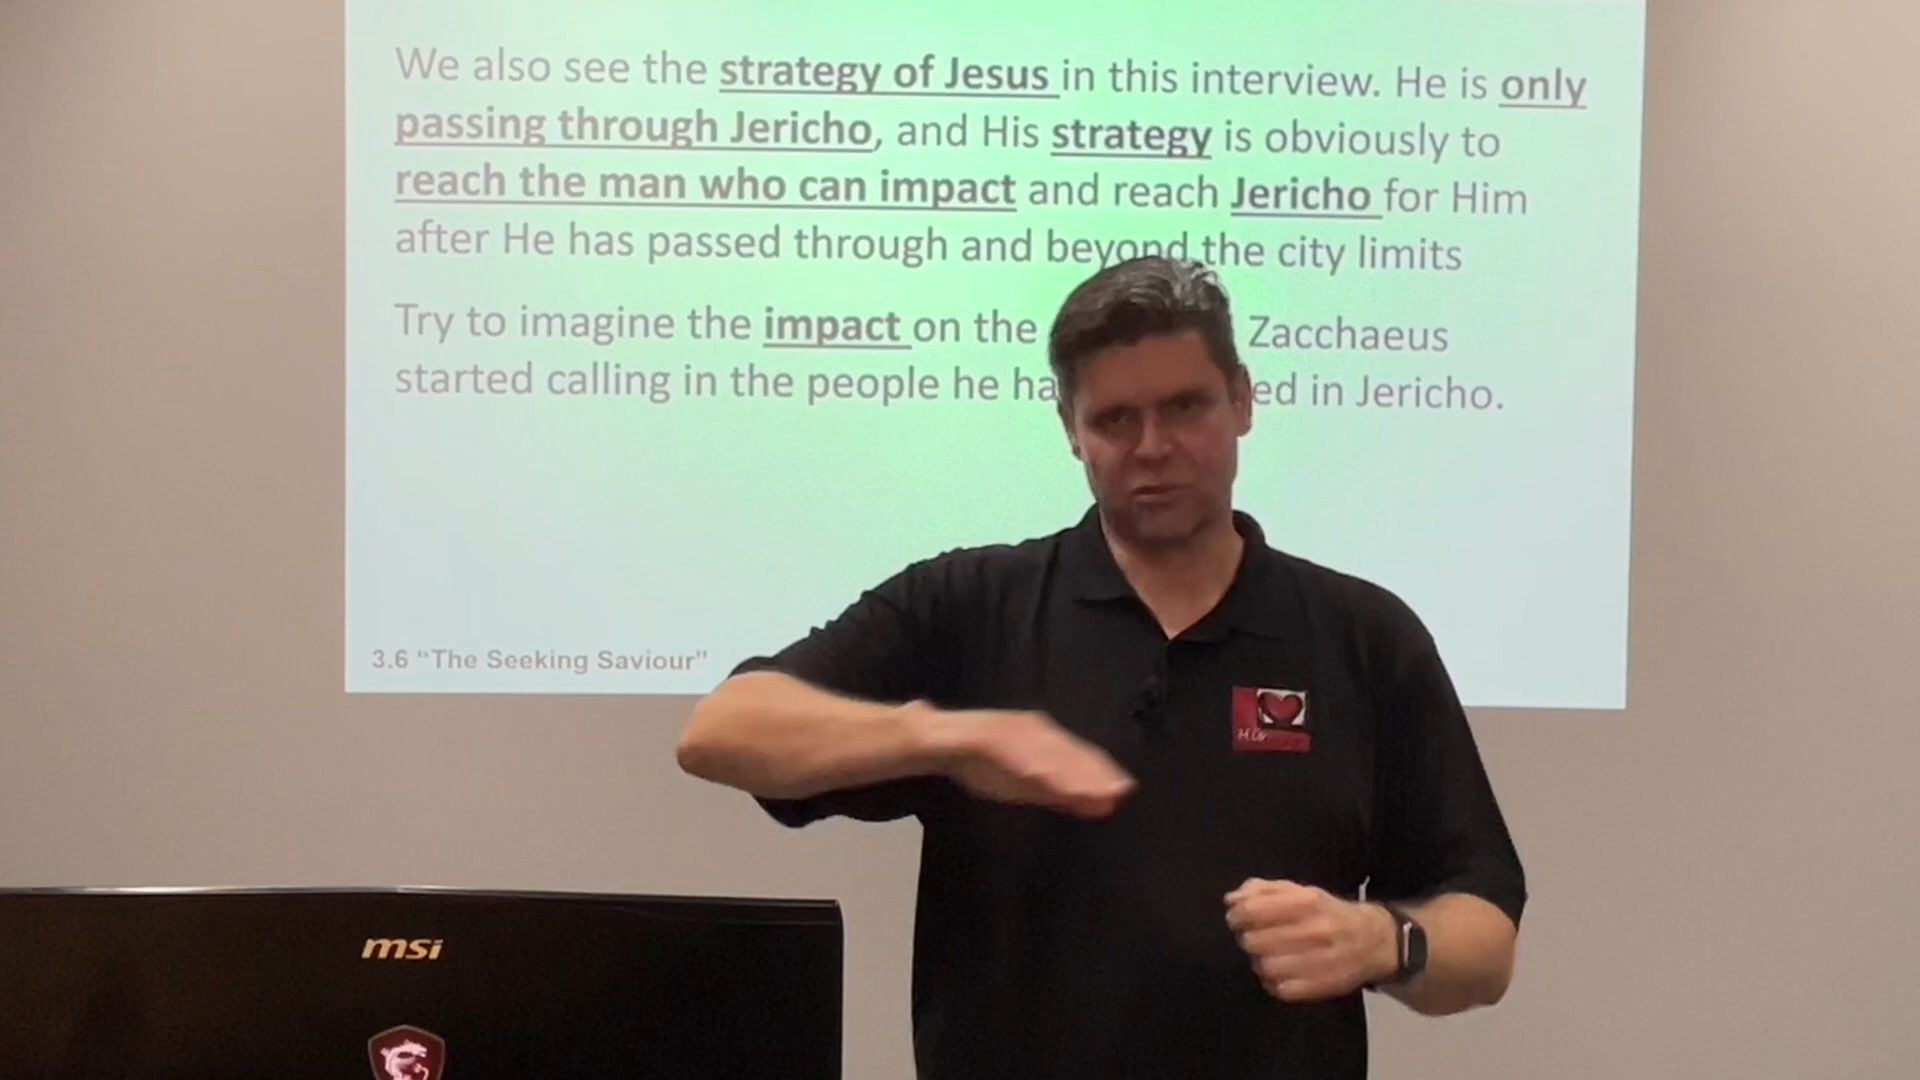 We also see the strategy of Jesus in this interview. He is only
passing through Jericho, and His strategy is obviously to
reach the man who can impact and reach Jericho for Him
after He has passed through and beyond the city limits
Try to imagine the impact on the Zacchaeus
started calling in the people he ha ed in Jericho.
3.6 “The Seeking Saviour”
msi